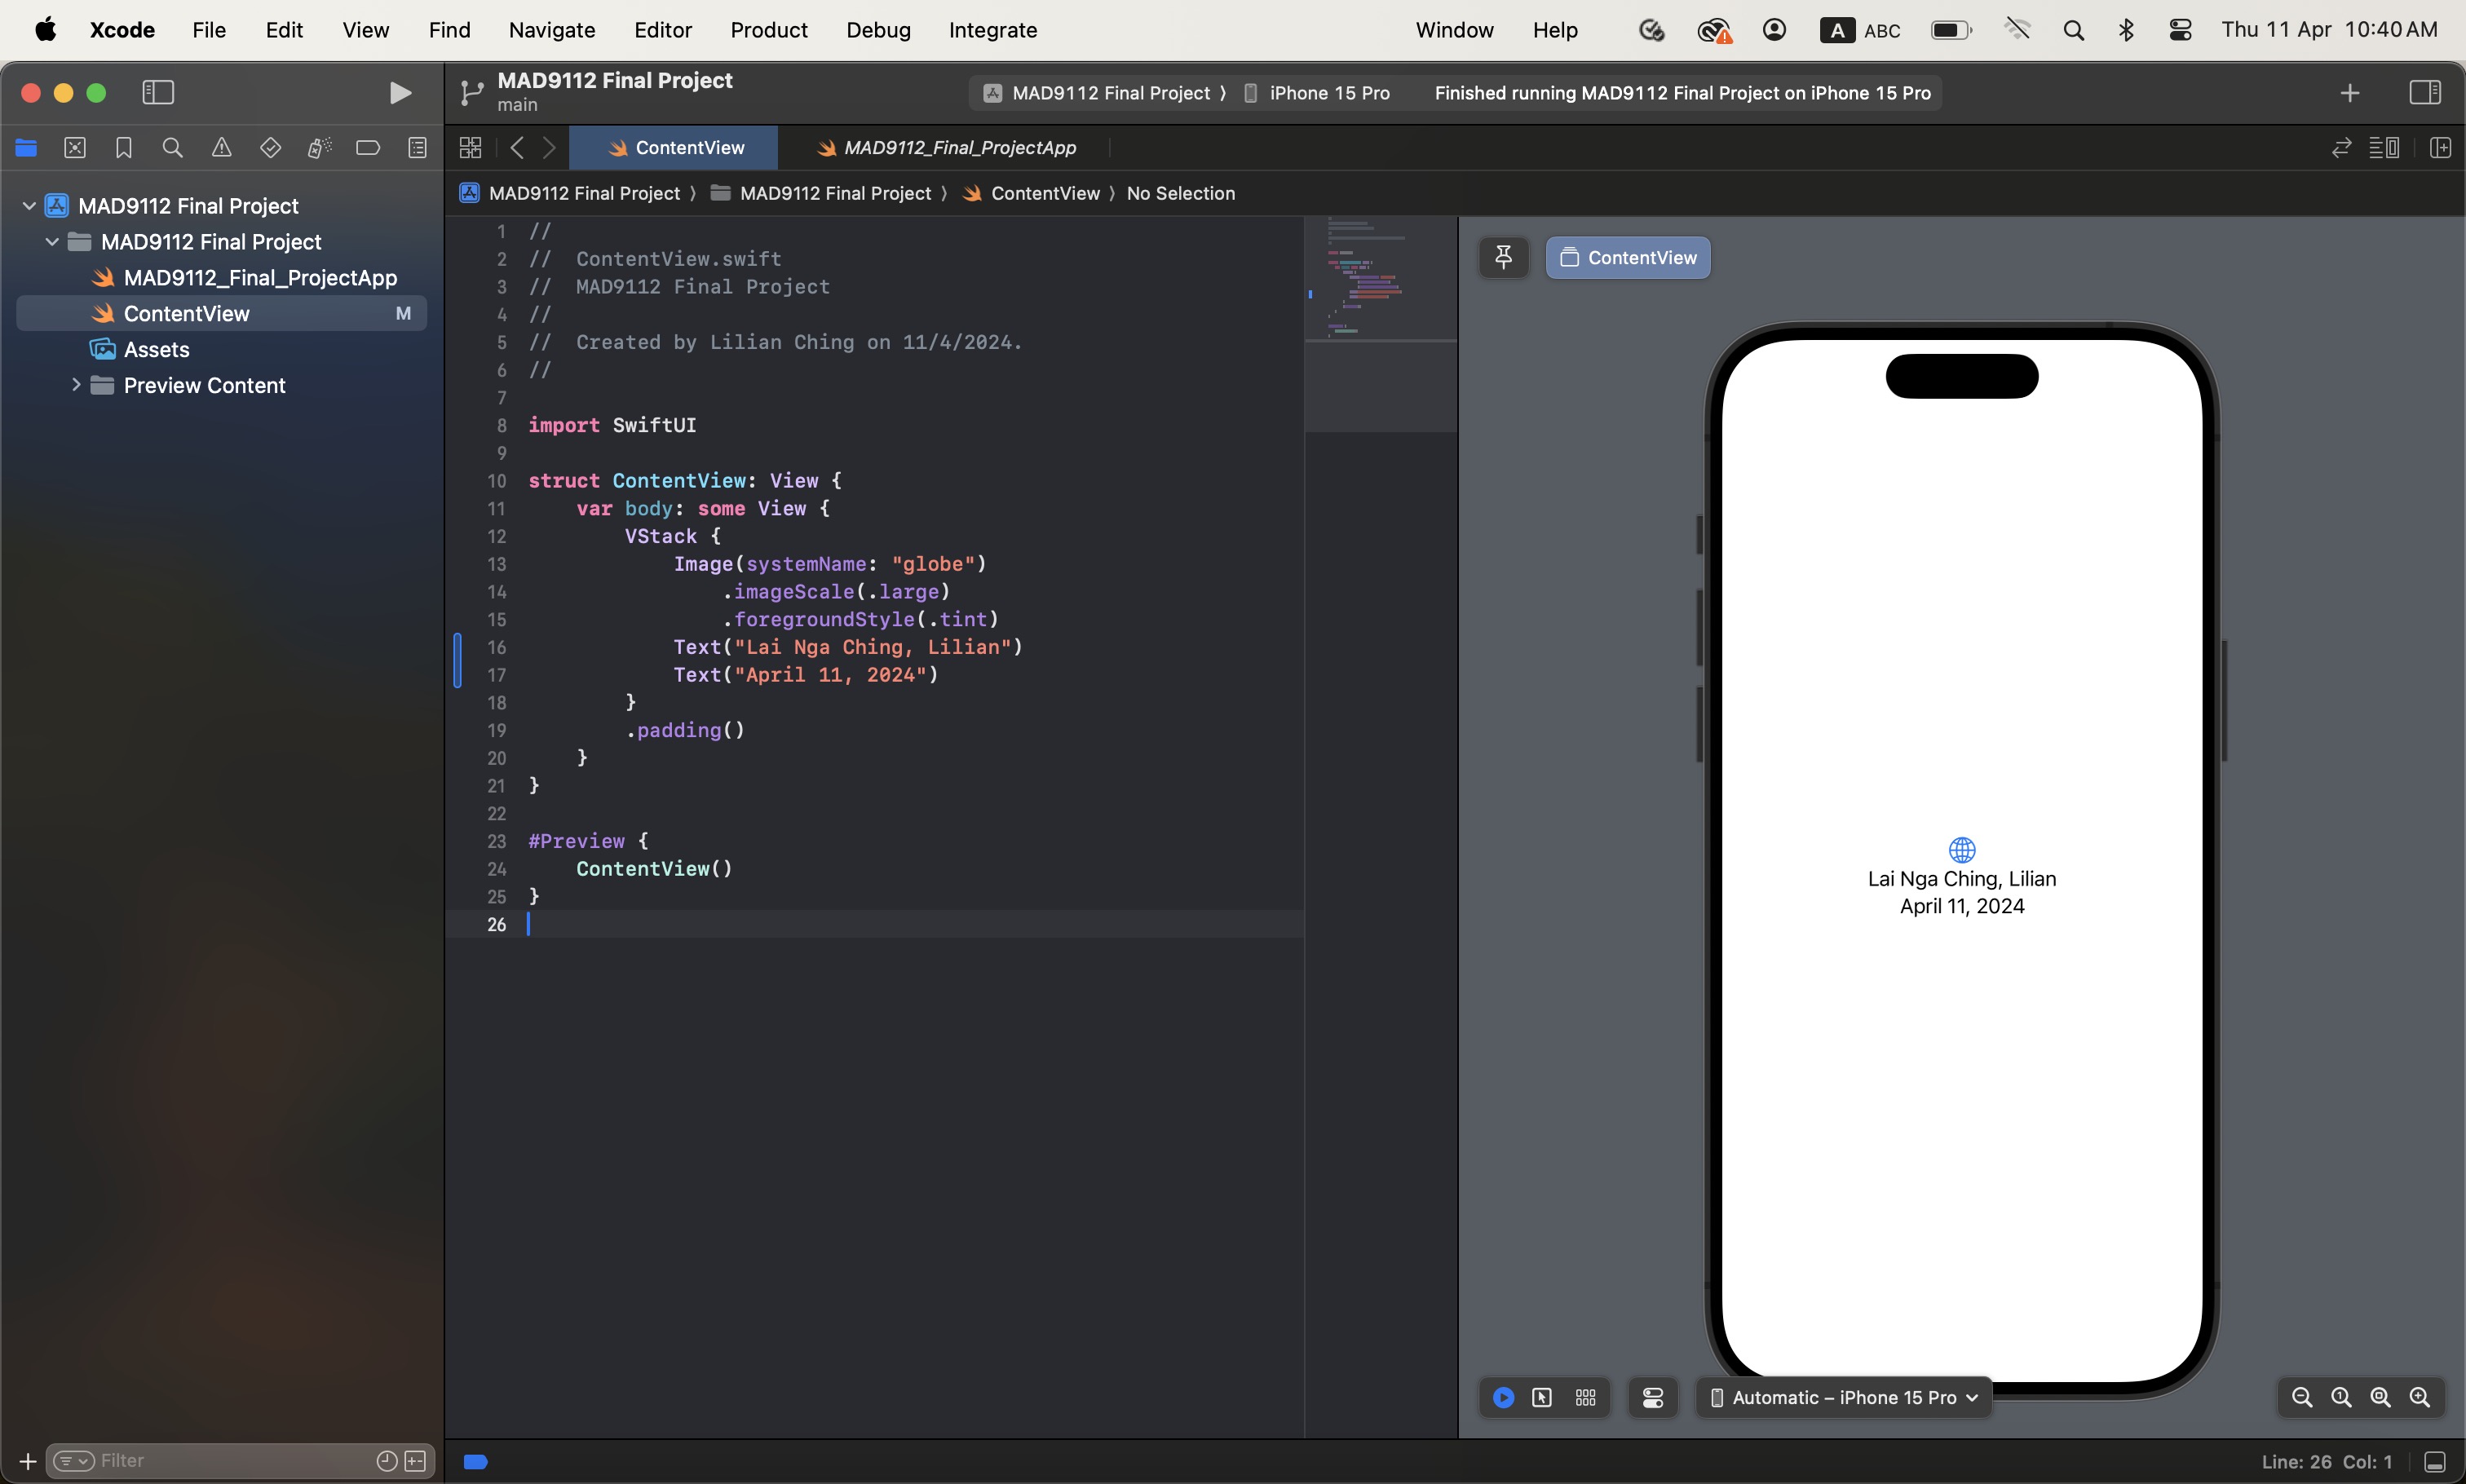 Xcode File Edit View Find Navigate Editor Product Debug Integrate Window Help A ABC Thu 11 Apr 10:40 AM
MAD9112 Final Project
main
MAD9112 Final Project 〉 iPhone 15 Pro Finished running MAD9112 Final Project on iPhone 15 Pro
ContentView MAD9112_Final_ProjectApp
MAD9112 Final Project 〉 MAD9112 Final Project 〉 ContentView 〉 No Selection
MAD9112 Final Project
MAD9112 Final Project
MAD9112_Final_ProjectApp
ContentView M
Assets
Preview Content
1 //
2 //  ContentView.swift
3 //  MAD9112 Final Project
4 //
5 //  Created by Lilian Ching on 11/4/2024.
6 //
7
8 import SwiftUI
9
10 struct ContentView: View {
11     var body: some View {
12         VStack {
13             Image(systemName: "globe")
14                 .imageScale(.large)
15                 .foregroundStyle(.tint)
16             Text("Lai Nga Ching, Lilian")
17             Text("April 11, 2024")
18         }
19         .padding()
20     }
21 }
22
23 #Preview {
24     ContentView()
25 }
26
ContentView
Lai Nga Ching, Lilian
April 11, 2024
Automatic – iPhone 15 Pro
Filter
Line: 26 Col: 1